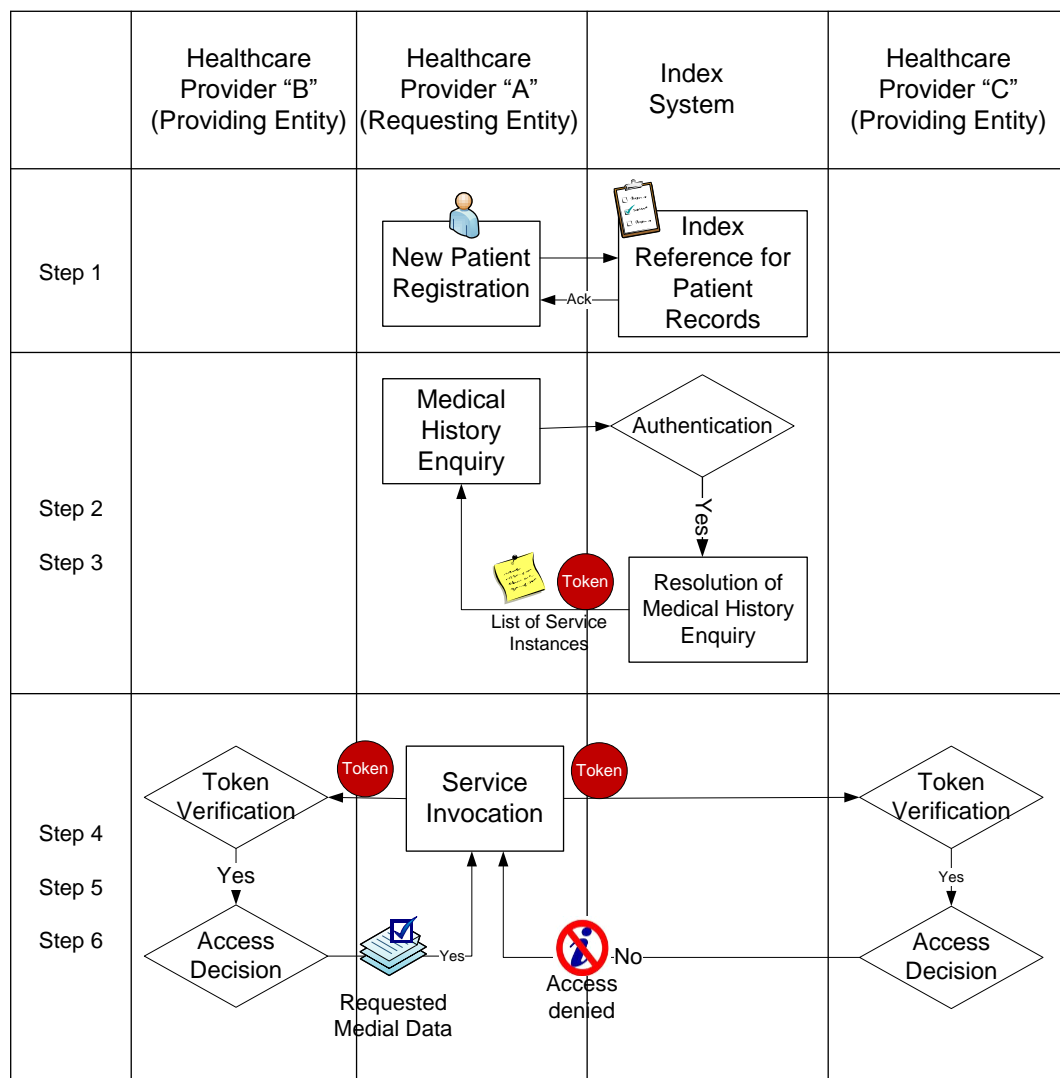 Healthcare
Provider “B”
(Providing Entity)
Healthcare
Provider “A”
(Requesting Entity)
Index
System
Healthcare
Provider “C”
(Providing Entity)
Step 1
New Patient
Registration
Ack
Index
Reference for
Patient
Records
Step 2
Step 3
Medical
History
Enquiry
Authentication
Yes
Token
List of Service
Instances
Resolution of
Medical History
Enquiry
Step 4
Step 5
Step 6
Token
Verification
Token
Service
Invocation
Token
Token
Verification
Yes
Yes
Access
Decision
Yes
Requested
Medial Data
No
Access
denied
Access
Decision